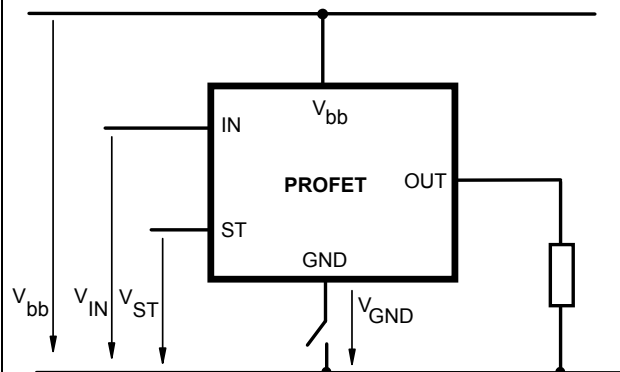 Vbb
IN
PROFET
OUT
ST
GND
Vbb
VIN
VST
VGND